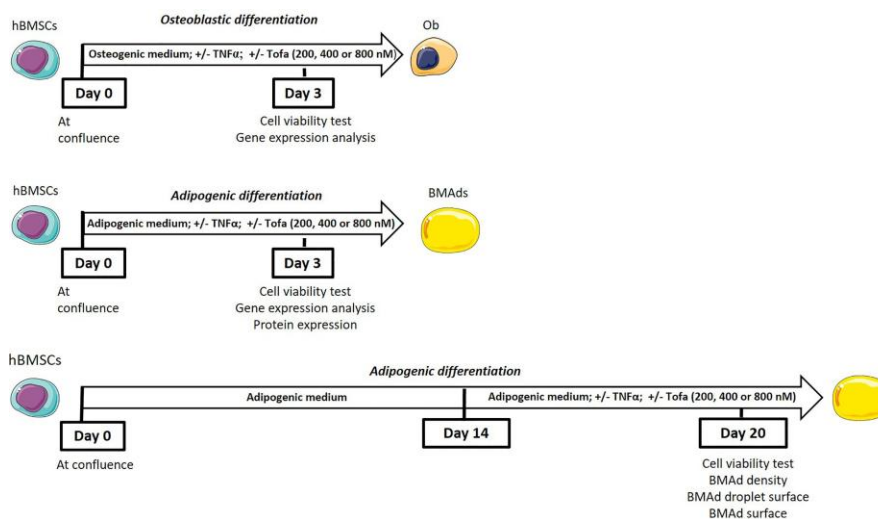 Osteoblastic differentiation
hBMSCs
Ob
Osteogenic medium; +/- TNFα; +/- Tofa (200, 400 or 800 nM)
Day 0
Day 3
At
confluence
Cell viability test
Gene expression analysis
Adipogenic differentiation
hBMSCs
BMAds
Adipogenic medium; +/- TNFα; +/- Tofa (200, 400 or 800 nM)
Day 0
Day 3
At
confluence
Cell viability test
Gene expression analysis
Protein expression
hBMSCs
Adipogenic differentiation
Adipogenic medium
Adipogenic medium; +/- TNFα; +/- Tofa (200, 400 or 800 nM)
Day 0
Day 14
Day 20
At confluence
Cell viability test
BMAd density
BMAd droplet surface
BMAd surface